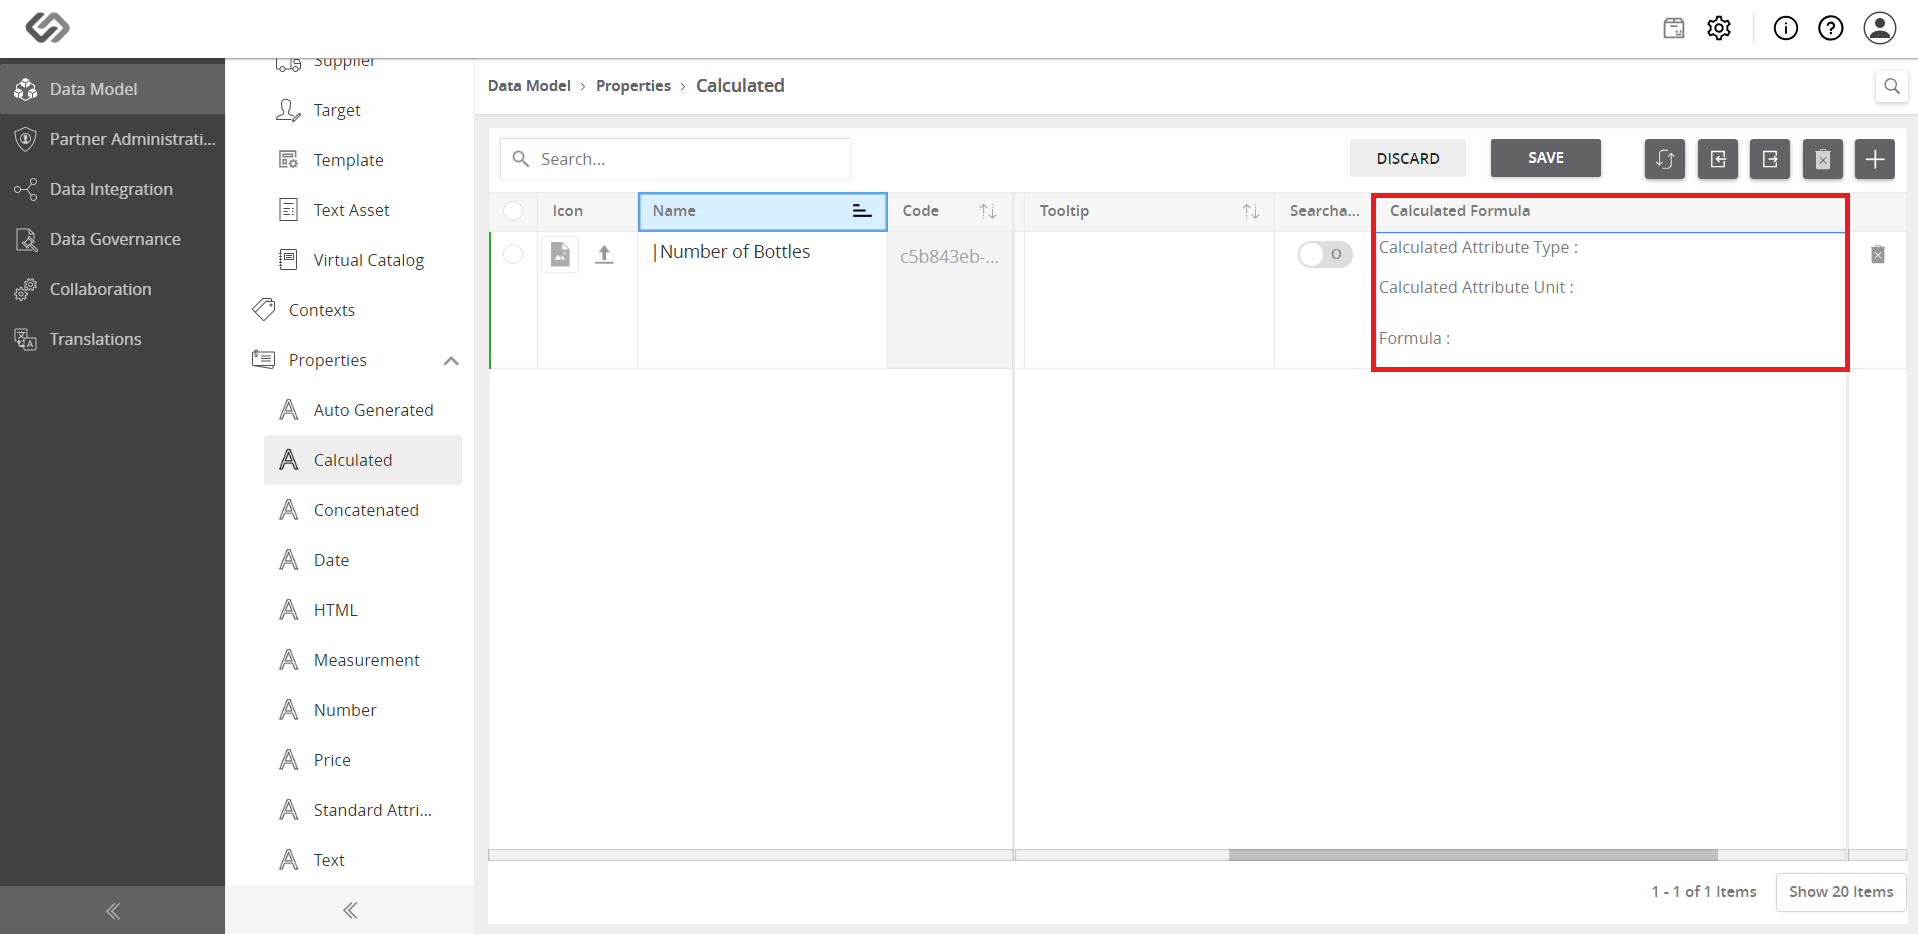 Data Model
Partner Administrati...
Data Integration
Data Governance
Collaboration
Translations
Supplier
Target
Template
Text Asset
Virtual Catalog
Contexts
Properties
Auto Generated
Calculated
Concatenated
Date
HTML
Measurement
Number
Price
Standard Attri...
Text
Data Model › Properties › Calculated
Search...
DISCARD
SAVE
Icon
Name
Code
Tooltip
Searcha...
Calculated Formula
|Number of Bottles
c5b843eb-...
O
Calculated Attribute Type :
Calculated Attribute Unit :
Formula :
1 - 1 of 1 Items
Show 20 Items